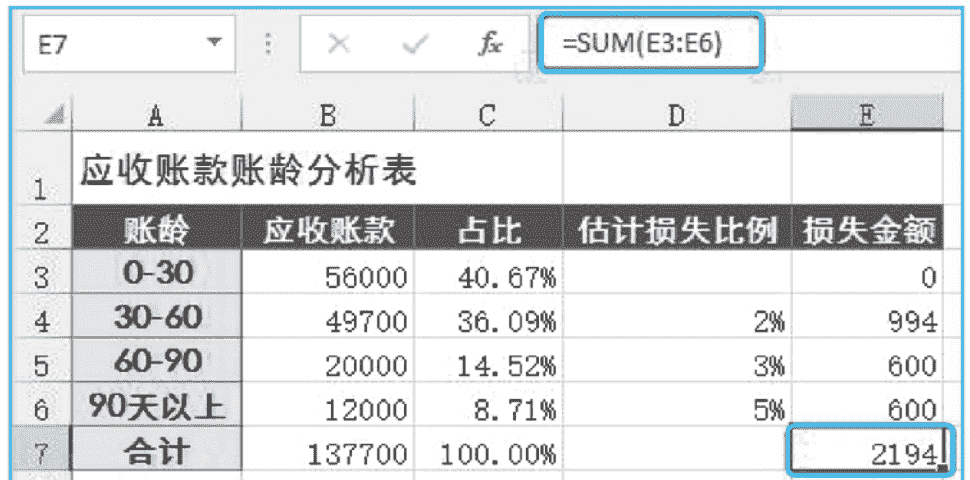 E7 fx =SUM(E3:E6)
A B C D E
1 应收账款账龄分析表
2 账龄 应收账款 占比 估计损失比例 损失金额
3 0-30 56000 40.67% 0
4 30-60 49700 36.09% 2% 994
5 60-90 20000 14.52% 3% 600
6 90天以上 12000 8.71% 5% 600
7 合计 137700 100.00% 2194